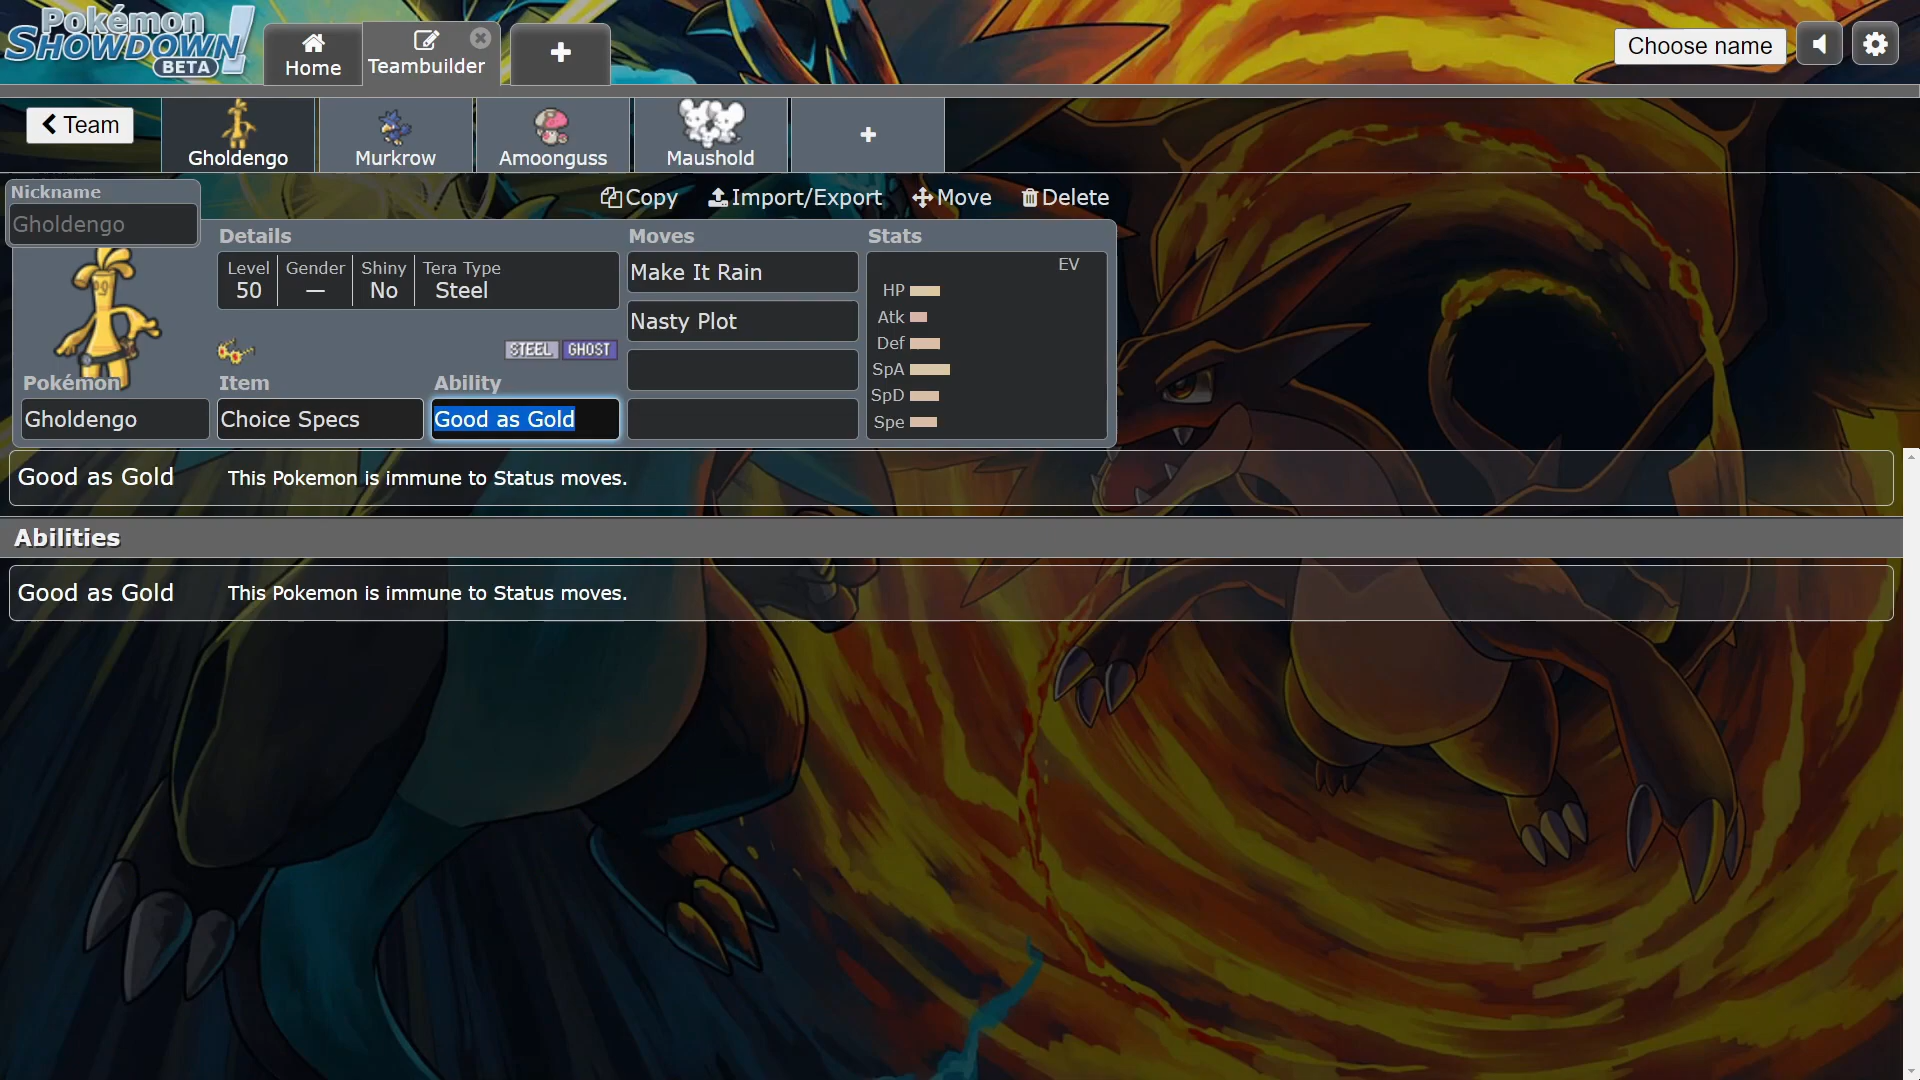 Pokémon
SHOWDOWN!
BETA
Home
Teambuilder
Choose name
Team
Gholdengo
Murkrow
Amoonguss
Maushold
Nickname
Gholdengo
Copy
Import/Export
Move
Delete
Details
Moves
Stats
Level
Gender
Shiny
Tera Type
50
—
No
Steel
Make It Rain
Nasty Plot
EV
HP
Atk
Def
SpA
SpD
Spe
STEEL
GHOST
Pokémon
Item
Ability
Gholdengo
Choice Specs
Good as Gold
Good as Gold
This Pokemon is immune to Status moves.
Abilities
Good as Gold
This Pokemon is immune to Status moves.